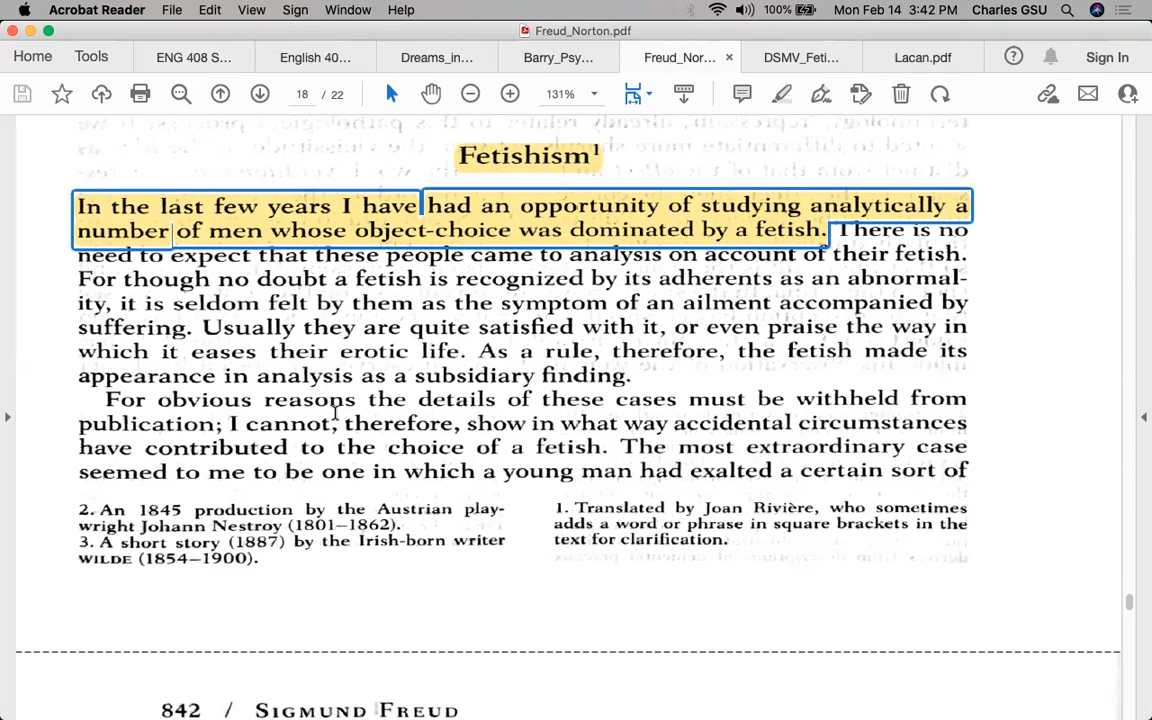 Acrobat Reader File Edit View Sign Window Help 100% Mon Feb 14 3:42 PM Charles GSU
Freud_Norton.pdf
Home Tools ENG 408 S... English 40... Dreams_in... Barry_Psy... Freud_Nor... × DSMV_Feti... Lacan.pdf Sign In
18 / 22 131%
Fetishism¹
In the last few years I have had an opportunity of studying analytically a
number of men whose object-choice was dominated by a fetish. There is no
need to expect that these people came to analysis on account of their fetish.
For though no doubt a fetish is recognized by its adherents as an abnormal-
ity, it is seldom felt by them as the symptom of an ailment accompanied by
suffering. Usually they are quite satisfied with it, or even praise the way in
which it eases their erotic life. As a rule, therefore, the fetish made its
appearance in analysis as a subsidiary finding.
For obvious reasons the details of these cases must be withheld from
publication; I cannot, therefore, show in what way accidental circumstances
have contributed to the choice of a fetish. The most extraordinary case
seemed to me to be one in which a young man had exalted a certain sort of
2. An 1845 production by the Austrian play-
wright Johann Nestroy (1801–1862).
3. A short story (1887) by the Irish-born writer
WILDE (1854–1900).
1. Translated by Joan Rivière, who sometimes
adds a word or phrase in square brackets in the
text for clarification.
842 / SIGMUND FREUD